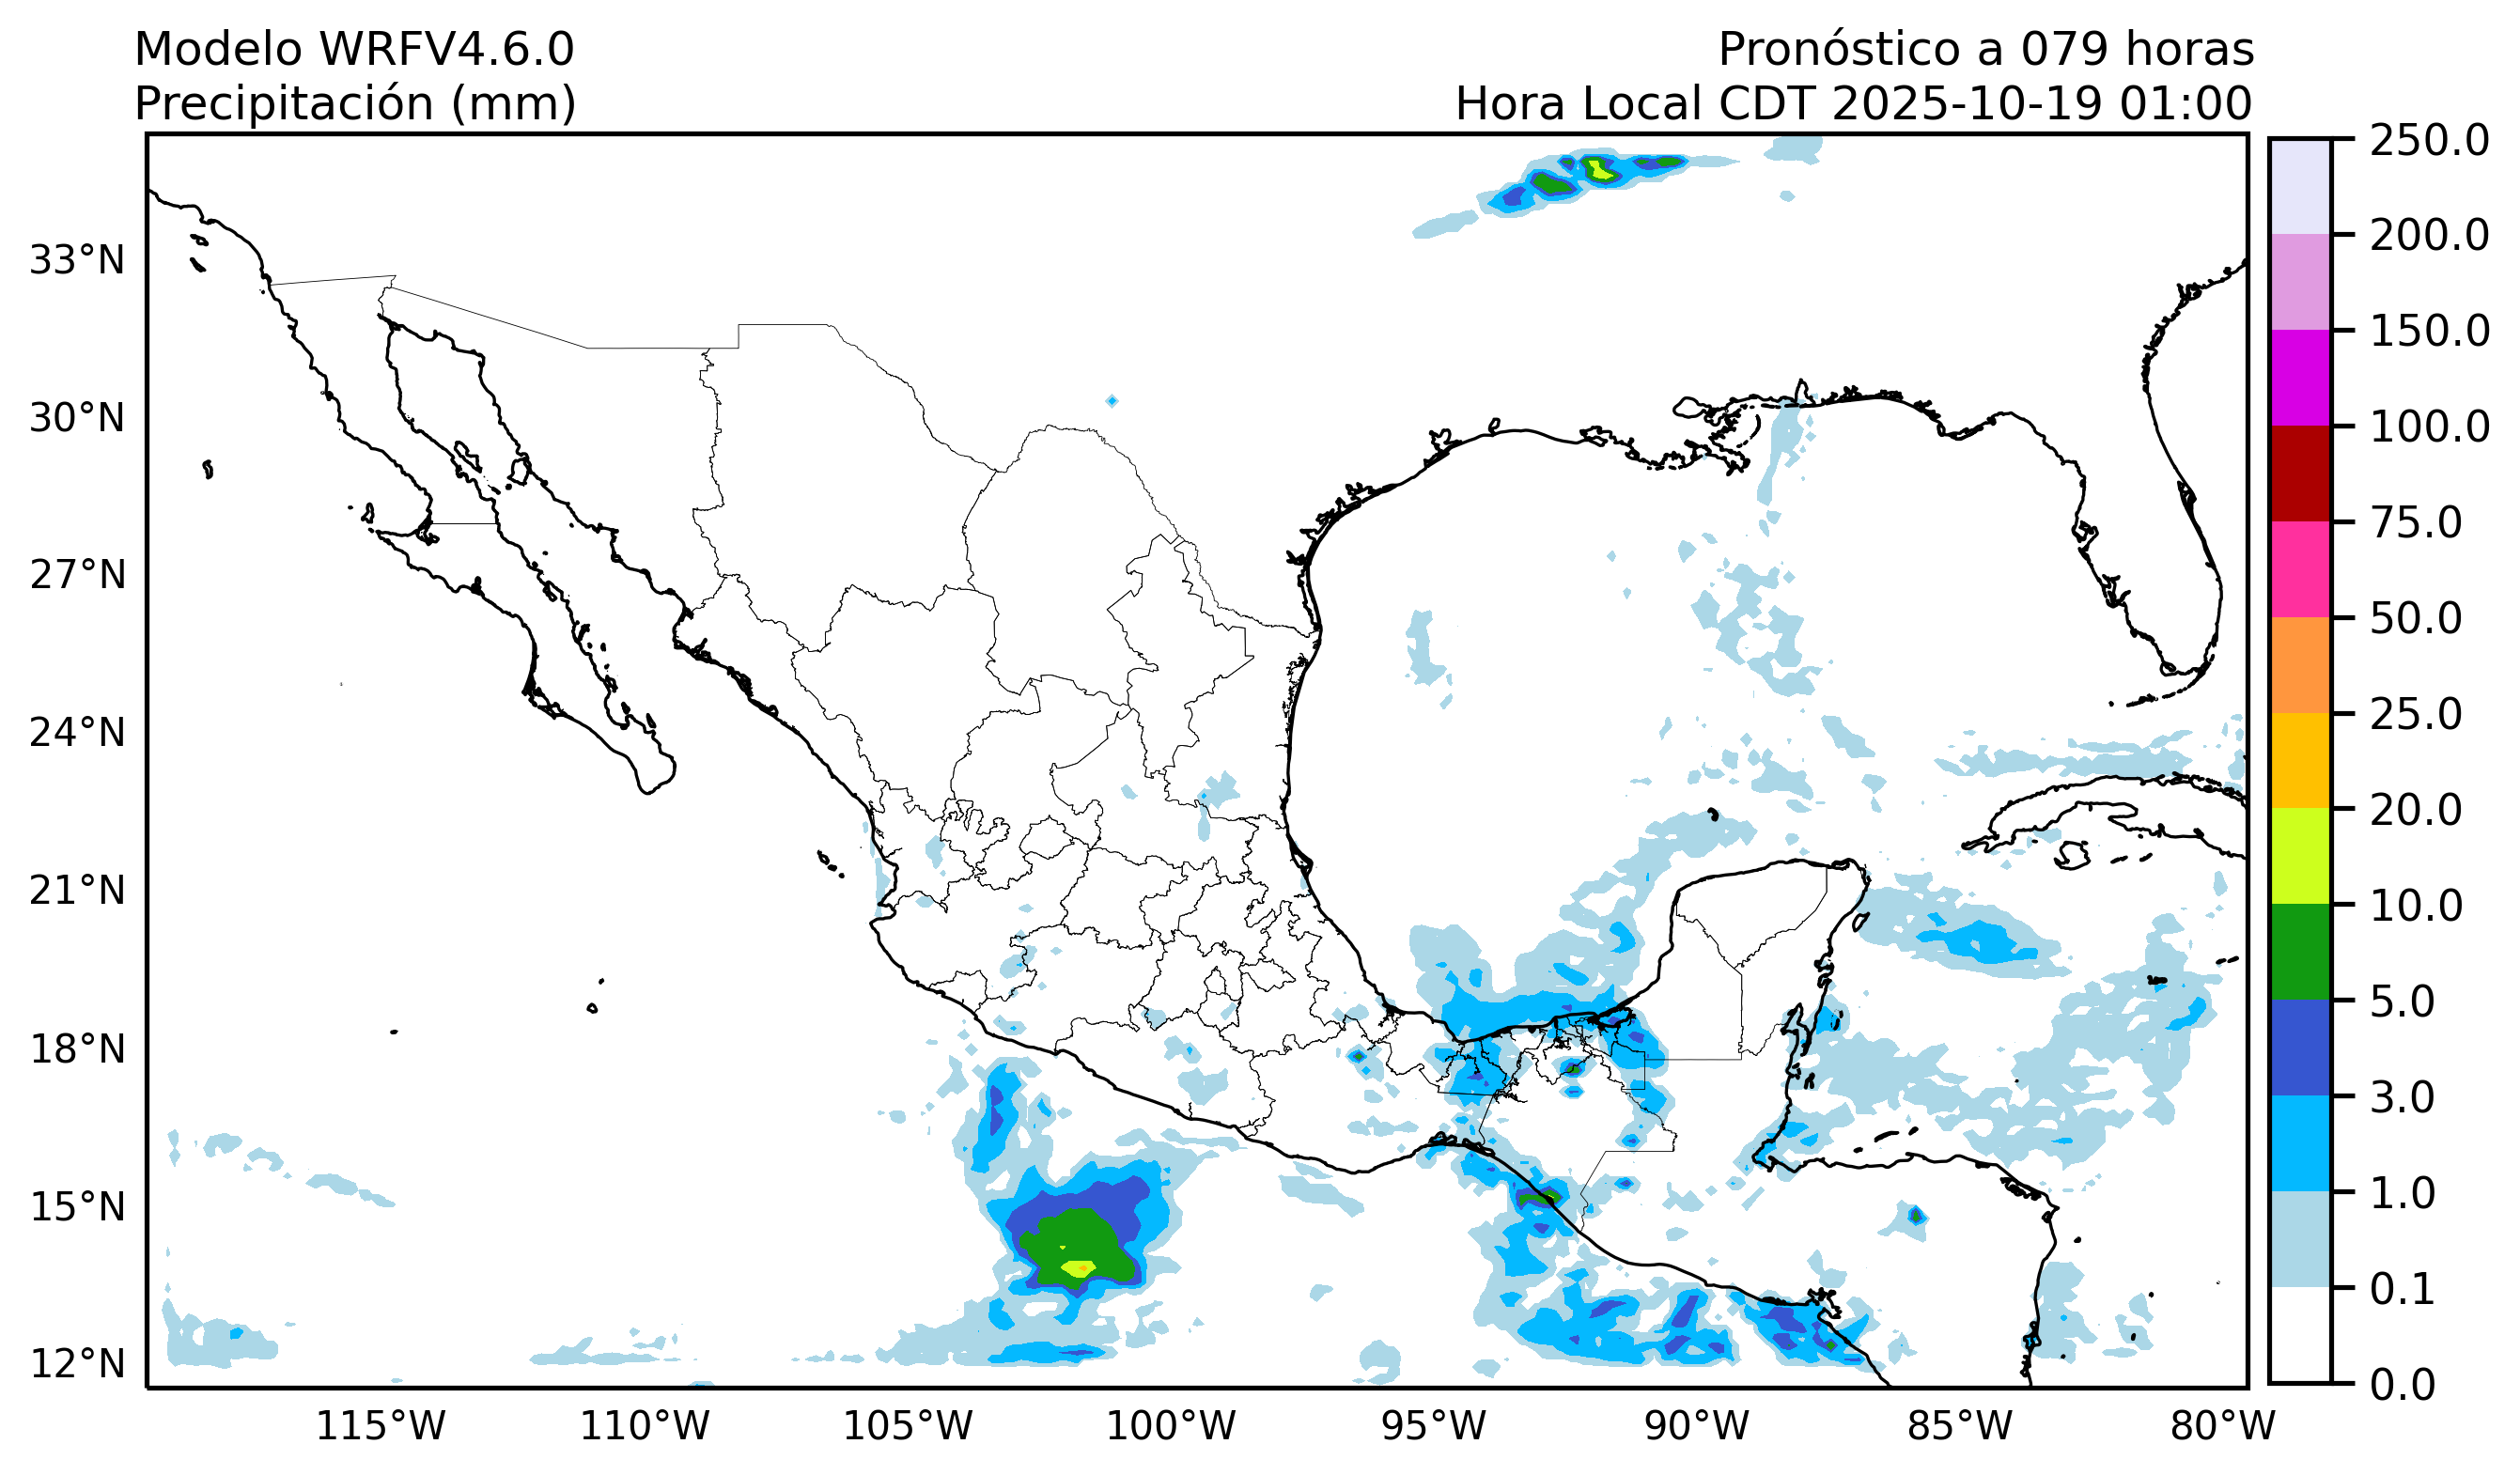 Modelo WRFV4.6.0
Precipitación (mm)
Pronóstico a 079 horas
Hora Local CDT 2025-10-19 01:00
33°N
30°N
27°N
24°N
21°N
18°N
15°N
12°N
115°W
110°W
105°W
100°W
95°W
90°W
85°W
80°W
250.0
200.0
150.0
100.0
75.0
50.0
25.0
20.0
10.0
5.0
3.0
1.0
0.1
0.0